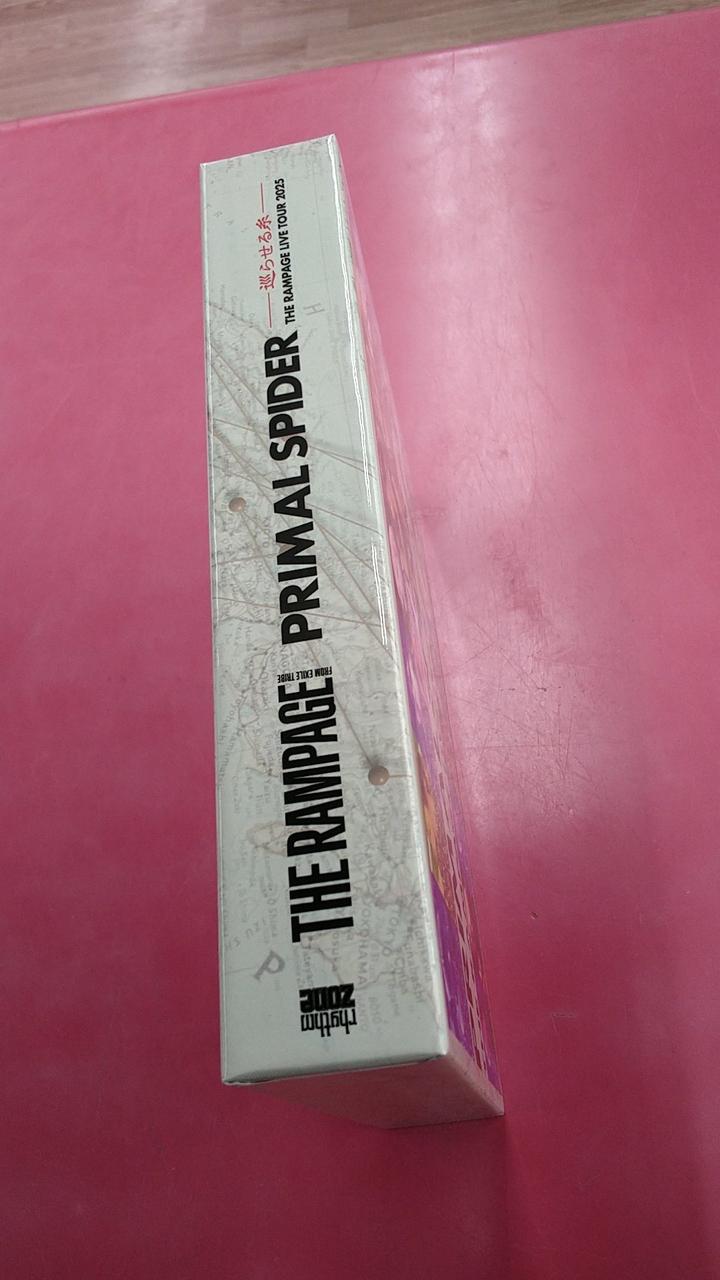 巡らせる糸
THE RAMPAGE LIVE TOUR 2025
PRIMAL SPIDER
THE RAMPAGE
FROM EXILE TRIBE
rhythm
zone